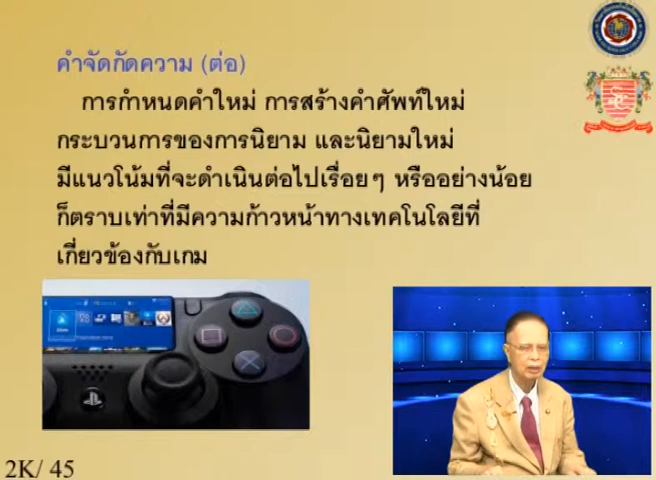 คำจัดกัดความ (ต่อ)
การกำหนดคำใหม่ การสร้างคำศัพท์ใหม่
กระบวนการของการนิยาม และนิยามใหม่
มีแนวโน้มที่จะดำเนินต่อไปเรื่อยๆ หรืออย่างน้อย
ก็ตราบเท่าที่มีความก้าวหน้าทางเทคโนโลยีที่
เกี่ยวข้องกับเกม
2K/ 45